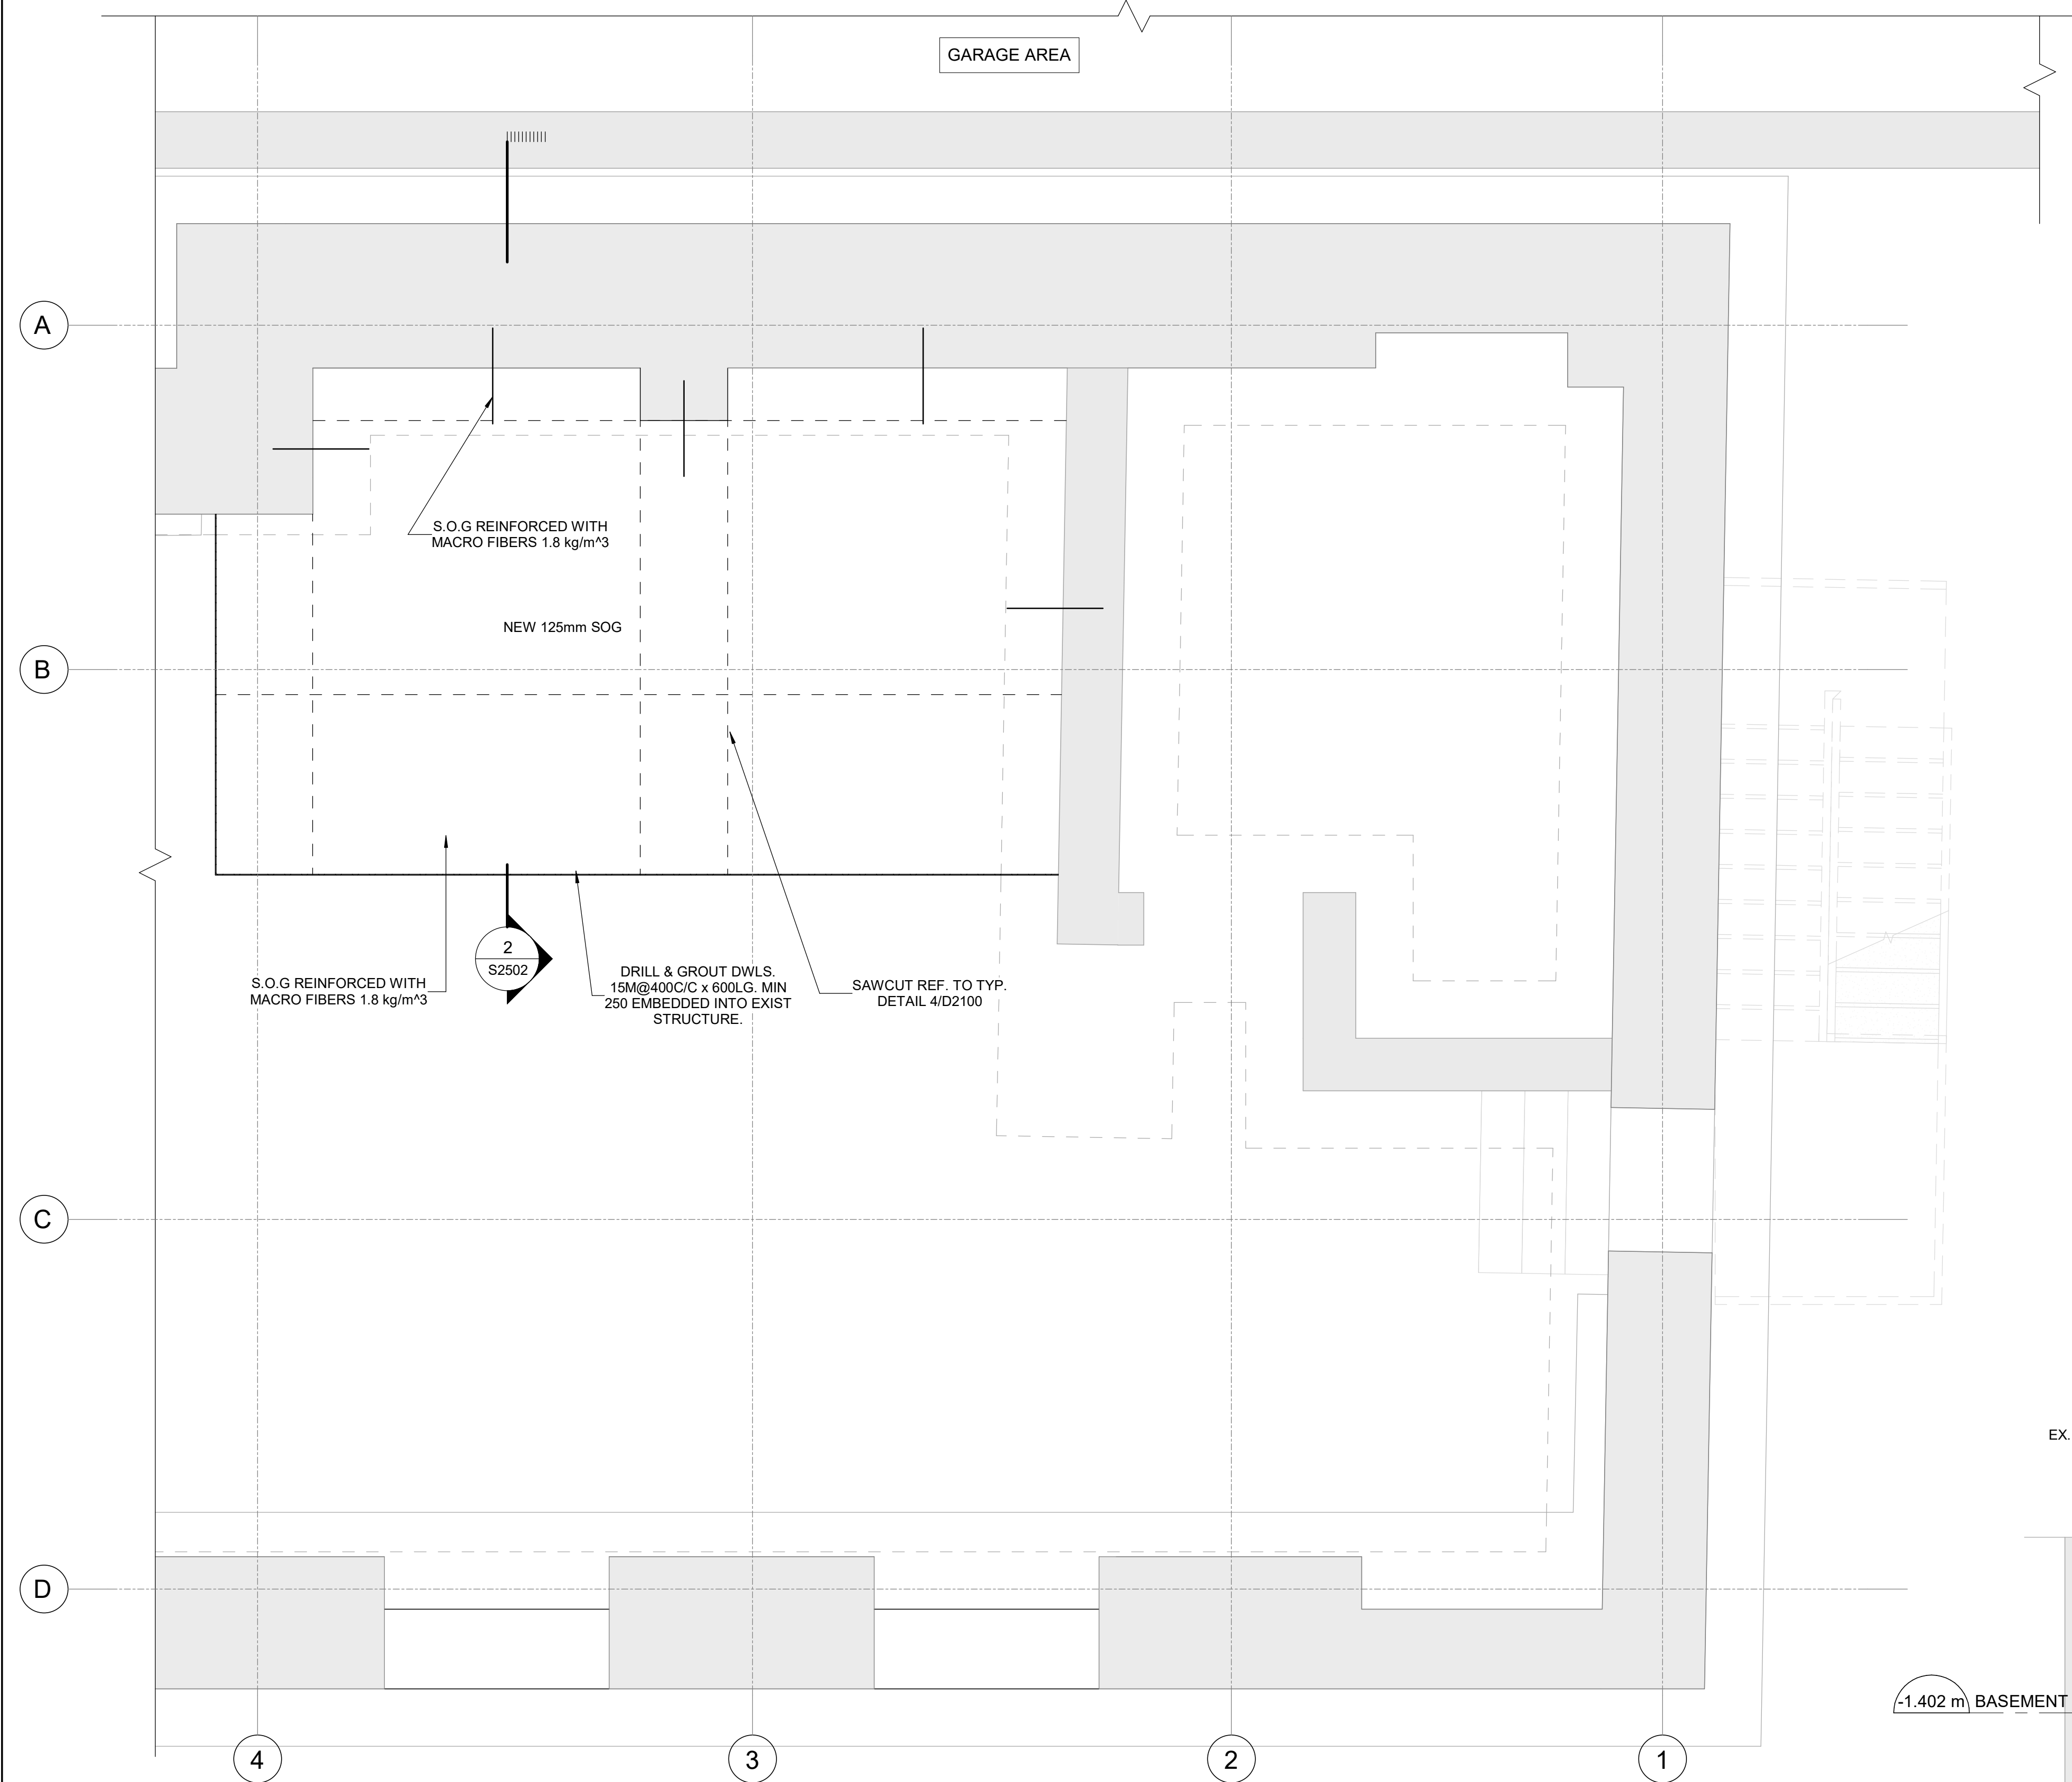 GARAGE AREA
A
S.O.G REINFORCED WITH
MACRO FIBERS 1.8 kg/m^3
NEW 125mm SOG
B
2
S2502
S.O.G REINFORCED WITH
MACRO FIBERS 1.8 kg/m^3
DRILL & GROUT DWLS.
15M@400C/C x 600LG. MIN
250 EMBEDDED INTO EXIST
STRUCTURE.
SAWCUT REF. TO TYP.
DETAIL 4/D2100
C
EX.
D
-1.402 m
BASEMENT
4
3
2
1